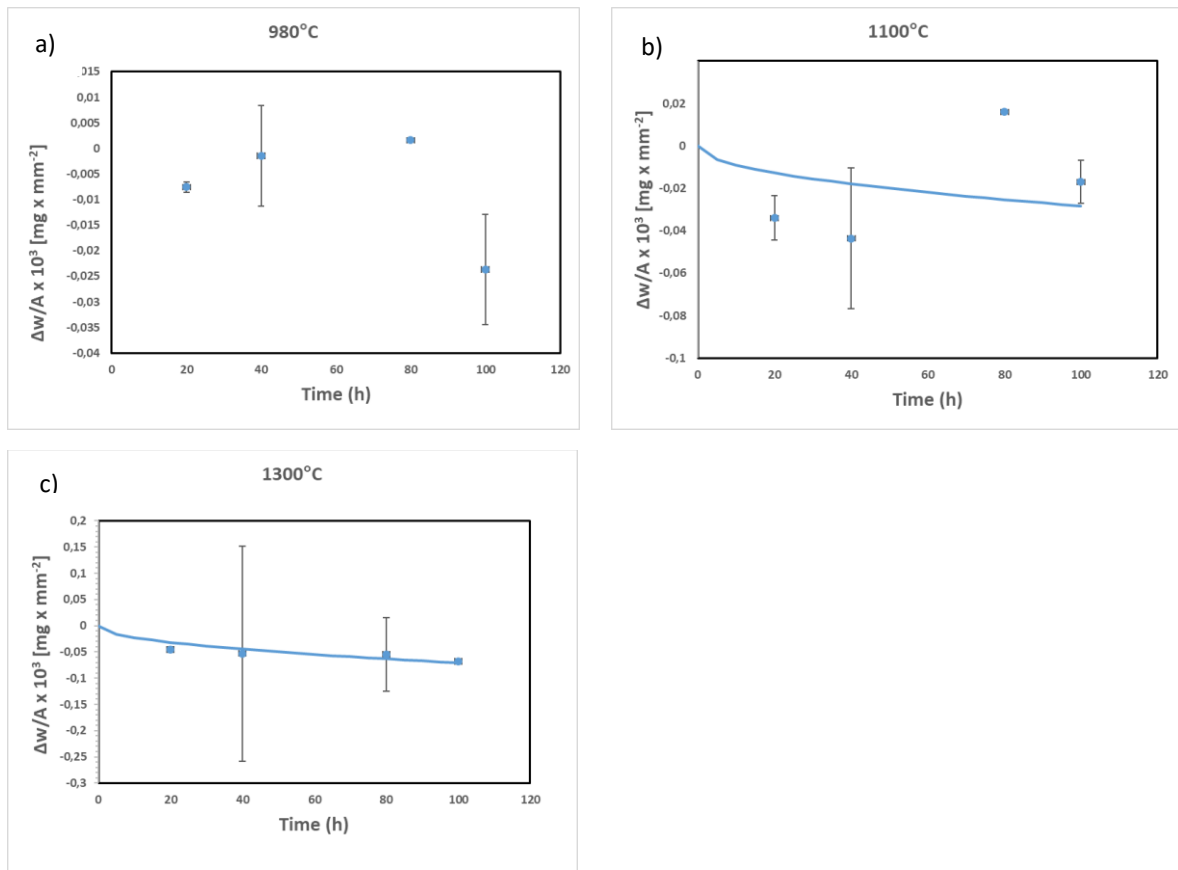 a)
980°C
Δw/A x 10³ [mg x mm⁻²]
,015
0,01
0,005
0
-0,005
-0,01
-0,015
-0,02
-0,025
-0,03
-0,035
-0,04
0 20 40 60 80 100 120
Time (h)
b)
1100°C
Δw/A x 10³ [mg x mm⁻²]
0,02
0
-0,02
-0,04
-0,06
-0,08
-0,1
0 20 40 60 80 100 120
Time (h)
c)
1300°C
Δw/A x 10³ [mg x mm⁻²]
0,2
0,15
0,1
0,05
0
-0,05
-0,1
-0,15
-0,2
-0,25
-0,3
0 20 40 60 80 100 120
Time (h)